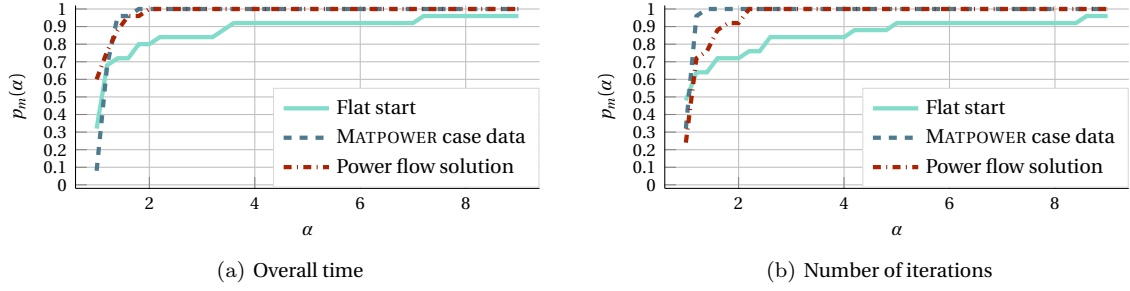 1
0.9
0.8
0.7
0.6
0.5
0.4
0.3
0.2
0.1
0
pm(α)
Flat start
MATPOWER case data
Power flow solution
2 4 6 8
α
(a) Overall time
1
0.9
0.8
0.7
0.6
0.5
0.4
0.3
0.2
0.1
0
pm(α)
Flat start
MATPOWER case data
Power flow solution
2 4 6 8
α
(b) Number of iterations